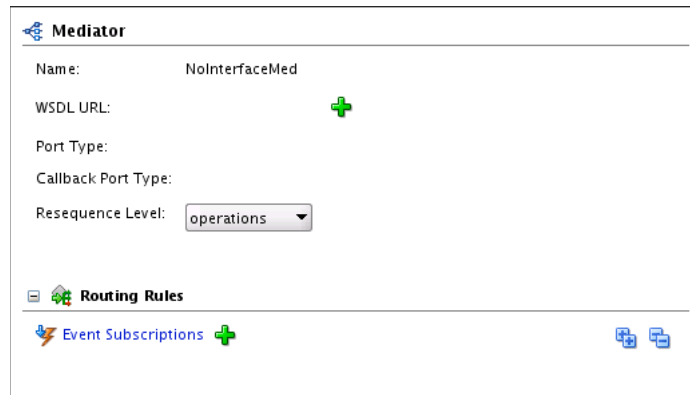 Mediator
Name: NoInterfaceMed
WSDL URL:
Port Type:
Callback Port Type:
Resequence Level: operations
Routing Rules
Event Subscriptions